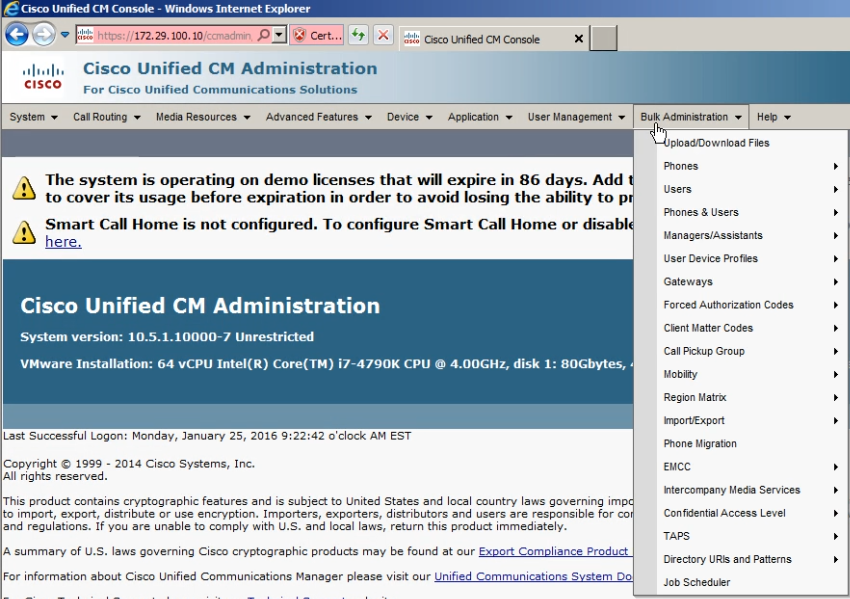 Cisco Unified CM Console - Windows Internet Explorer
https://172.29.100.10/ccmadmin
Cert...
Cisco Unified CM Console
cisco
Cisco Unified CM Administration
For Cisco Unified Communications Solutions
System Call Routing Media Resources Advanced Features Device Application User Management Bulk Administration Help
Upload/Download Files
Phones
Users
Phones & Users
Managers/Assistants
User Device Profiles
Gateways
Forced Authorization Codes
Client Matter Codes
Call Pickup Group
Mobility
Region Matrix
Import/Export
Phone Migration
EMCC
Intercompany Media Services
Confidential Access Level
TAPS
Directory URIs and Patterns
Job Scheduler
The system is operating on demo licenses that will expire in 86 days. Add
to cover its usage before expiration in order to avoid losing the ability to
Smart Call Home is not configured. To configure Smart Call Home or disable
here.
Cisco Unified CM Administration
System version: 10.5.1.10000-7 Unrestricted
VMware Installation: 64 vCPU Intel(R) Core(TM) i7-4790K CPU @ 4.00GHz, disk 1: 80Gbytes,
Last Successful Logon: Monday, January 25, 2016 9:22:42 o'clock AM EST
Copyright © 1999 - 2014 Cisco Systems, Inc.
All rights reserved.
This product contains cryptographic features and is subject to United States and local country laws governing
to import, export, distribute or use encryption. Importers, exporters, distributors and users are responsible for
and regulations. If you are unable to comply with U.S. and local laws, return this product immediately.
A summary of U.S. laws governing Cisco cryptographic products may be found at our Export Compliance Product
For information about Cisco Unified Communications Manager please visit our Unified Communications System